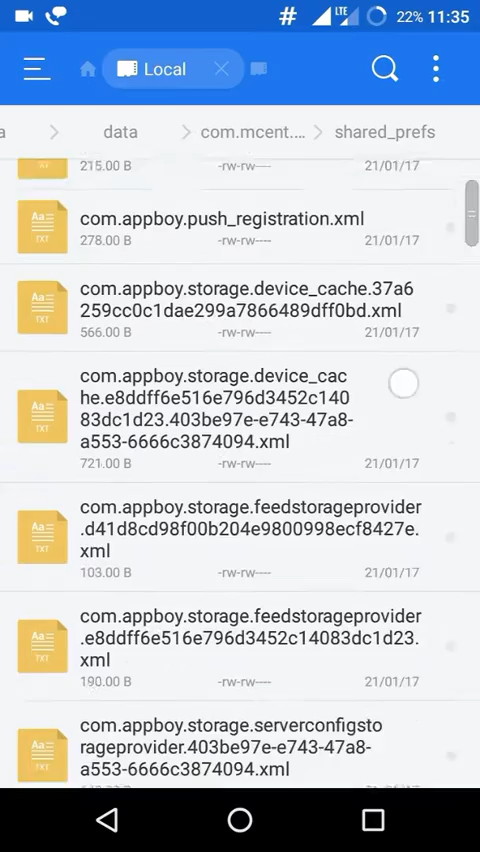 # LTE 22% 11:35
Local
a data com.mcent.... shared_prefs
215.00 B -rw-rw---- 21/01/17
com.appboy.push_registration.xml
278.00 B -rw-rw---- 21/01/17
com.appboy.storage.device_cache.37a6
259cc0c1dae299a7866489dff0bd.xml
566.00 B -rw-rw---- 21/01/17
com.appboy.storage.device_cac
he.e8ddff6e516e796d3452c140
83dc1d23.403be97e-e743-47a8-
a553-6666c3874094.xml
721.00 B -rw-rw---- 21/01/17
com.appboy.storage.feedstorageprovider
.d41d8cd98f00b204e9800998ecf8427e.
xml
103.00 B -rw-rw---- 21/01/17
com.appboy.storage.feedstorageprovider
.e8ddff6e516e796d3452c14083dc1d23.
xml
190.00 B -rw-rw---- 21/01/17
com.appboy.storage.serverconfigsto
rageprovider.403be97e-e743-47a8-
a553-6666c3874094.xml